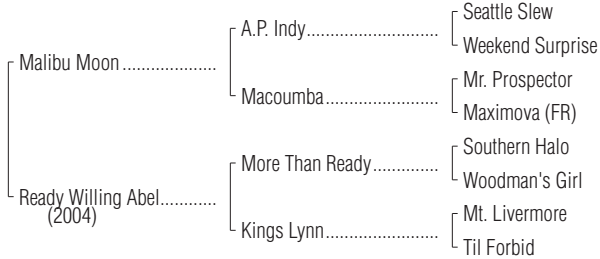 Seattle Slew
A.P. Indy
Weekend Surprise
Malibu Moon
Mr. Prospector
Macoumba
Maximova (FR)
Southern Halo
More Than Ready
Woodman's Girl
Ready Willing Abel
(2004)
Mt. Livermore
Kings Lynn
Til Forbid